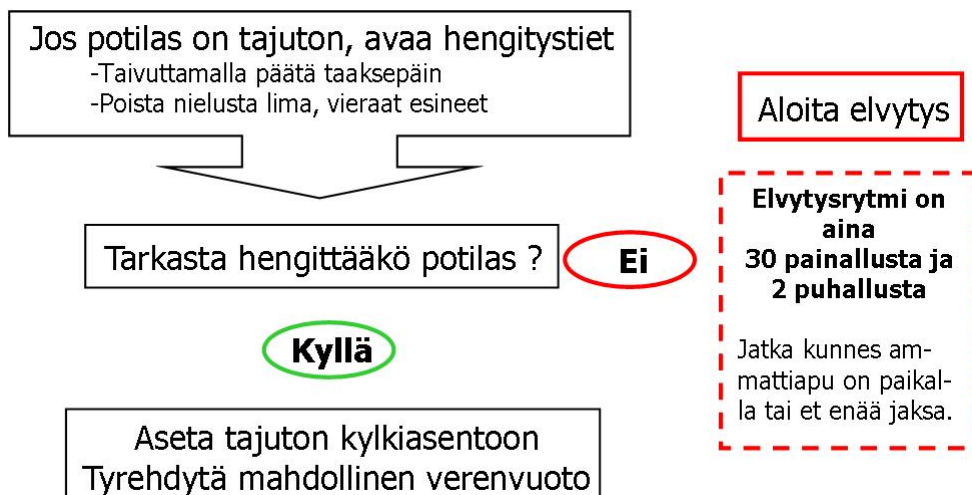 Jos potilas on tajuton, avaa hengitystiet
-Taivuttamalla päätä taaksepäin
-Poista nielusta lima, vieraat esineet
Aloita elvytys
Tarkasta hengittääkö potilas ?
Ei
Elvytysrytmi on
aina
30 painallusta ja
2 puhallusta
Jatka kunnes am-
mattiapu on paikal-
la tai et enää jaksa.
Kyllä
Aseta tajuton kylkiasentoon
Tyrehdytä mahdollinen verenvuoto